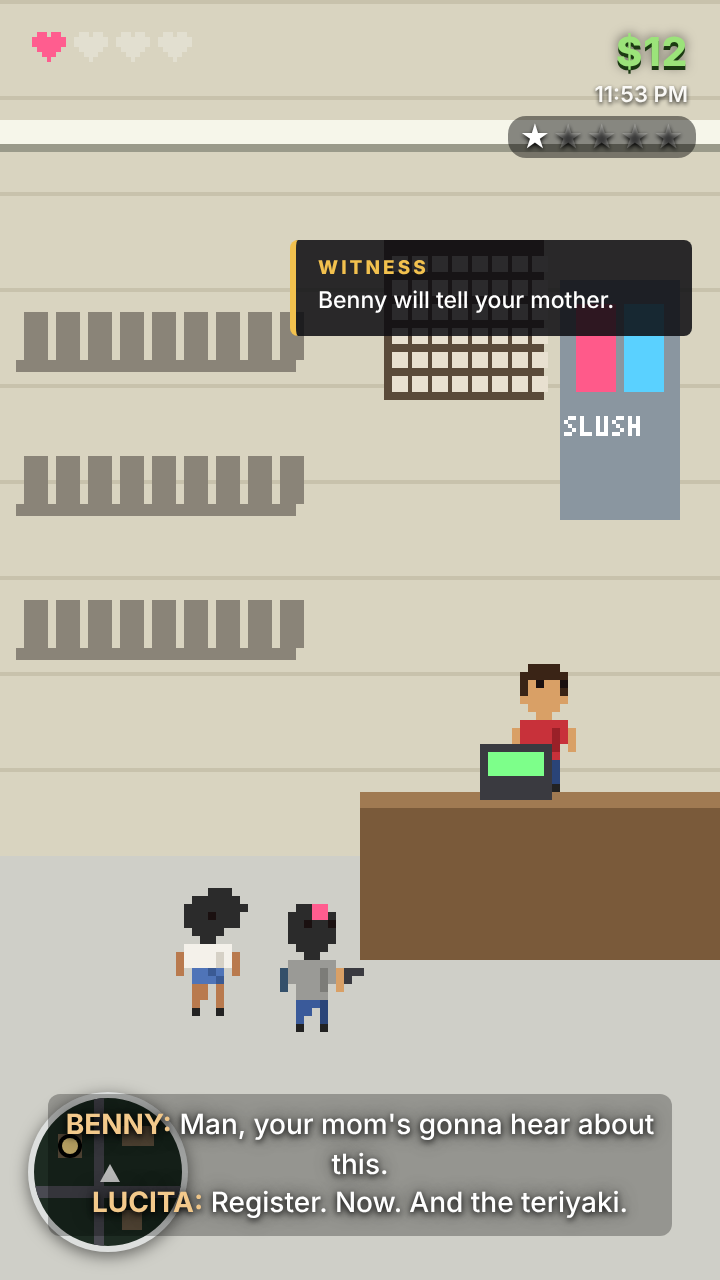 $12
11:53 PM
WITNESS
Benny will tell your mother.
SLUSH
BENNY: Man, your mom's gonna hear about
this.
LUCITA: Register. Now. And the teriyaki.